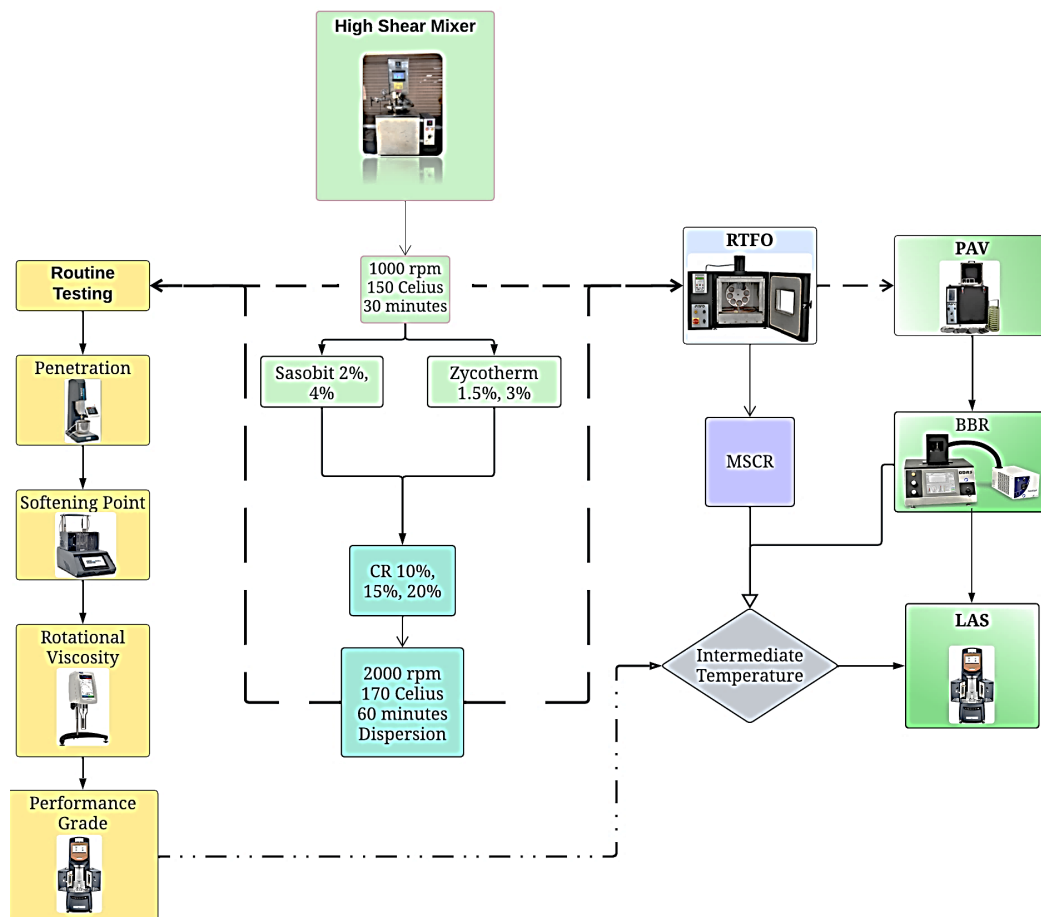 High Shear Mixer
1000 rpm
150 Celius
30 minutes
Sasobit 2%,
4%
Zycotherm
1.5%, 3%
CR 10%,
15%, 20%
2000 rpm
170 Celius
60 minutes
Dispersion
Routine
Testing
Penetration
Softening Point
Rotational
Viscosity
Performance
Grade
RTFO
PAV
MSCR
BBR
Intermediate
Temperature
LAS